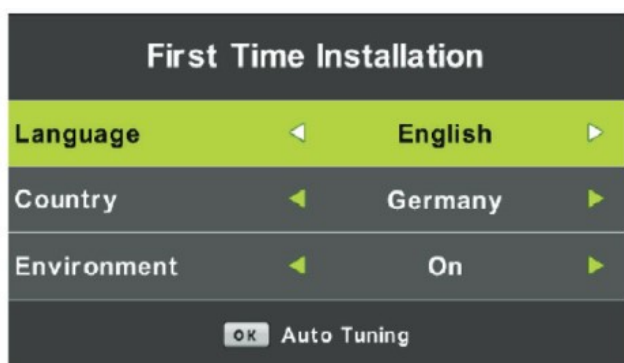 First Time Installation
Language English
Country Germany
Environment On
OK Auto Tuning